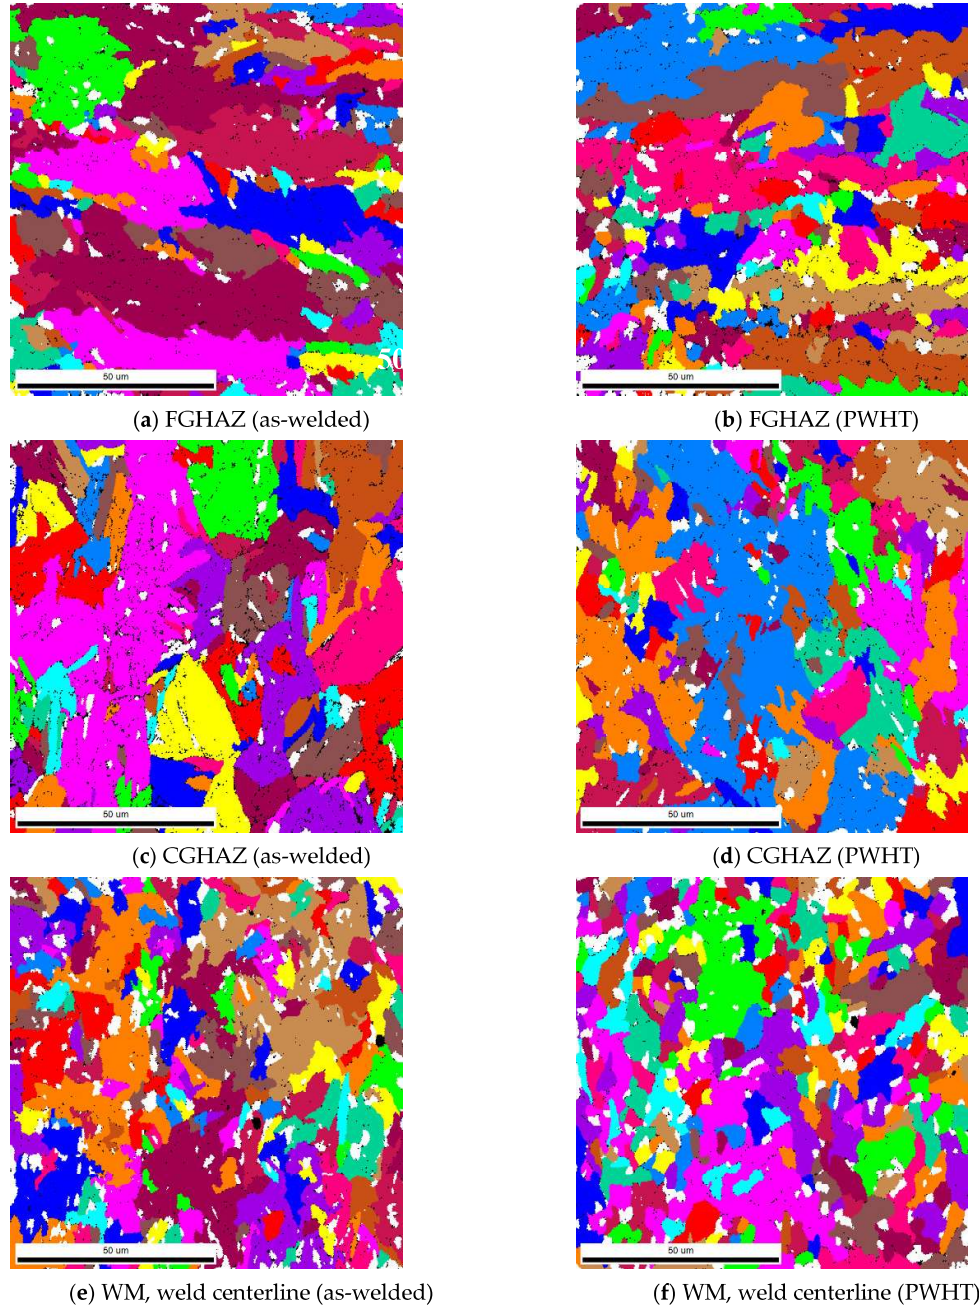 50
50 um
50 um
(a) FGHAZ (as-welded)
(b) FGHAZ (PWHT)
50 um
50 um
(c) CGHAZ (as-welded)
(d) CGHAZ (PWHT)
50 um
50 um
(e) WM, weld centerline (as-welded)
(f) WM, weld centerline (PWHT)